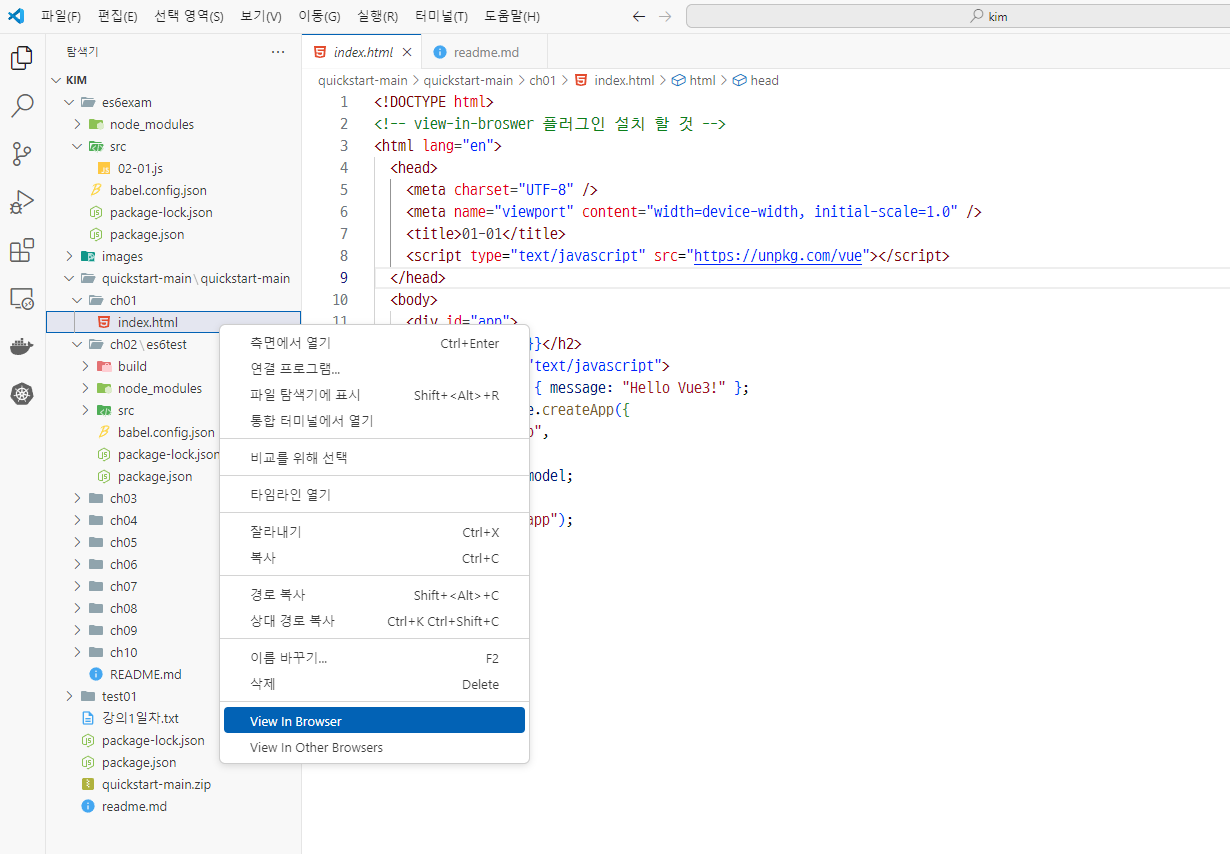 파일(F) 편집(E) 선택 영역(S) 보기(V) 이동(G) 실행(R) 터미널(T) 도움말(H) kim
탐색기
KIM
es6exam
node_modules
src
02-01.js
babel.config.json
package-lock.json
package.json
images
quickstart-main\quickstart-main
ch01
index.html
ch02\es6test
build
node_modules
src
babel.config.json
package-lock.json
package.json
ch03
ch04
ch05
ch06
ch07
ch08
ch09
ch10
README.md
test01
강의1일차.txt
package-lock.json
package.json
quickstart-main.zip
readme.md
index.html readme.md
quickstart-main > quickstart-main > ch01 > index.html > html > head
1 <!DOCTYPE html>
2 <!-- view-in-broswer 플러그인 설치 할 것 -->
3 <html lang="en">
4 <head>
5 <meta charset="UTF-8" />
6 <meta name="viewport" content="width=device-width, initial-scale=1.0" />
7 <title>01-01</title>
8 <script type="text/javascript" src="https://unpkg.com/vue"></script>
9 </head>
10 <body>
11 <div id="app">
}}</h2>
"text/javascript">
{ message: "Hello Vue3!" };
e.createApp({
",
model;
app");
측면에서 열기 Ctrl+Enter
연결 프로그램...
파일 탐색기에 표시 Shift+<Alt>+R
통합 터미널에서 열기
비교를 위해 선택
타임라인 열기
잘라내기 Ctrl+X
복사 Ctrl+C
경로 복사 Shift+<Alt>+C
상대 경로 복사 Ctrl+K Ctrl+Shift+C
이름 바꾸기... F2
삭제 Delete
View In Browser
View In Other Browsers